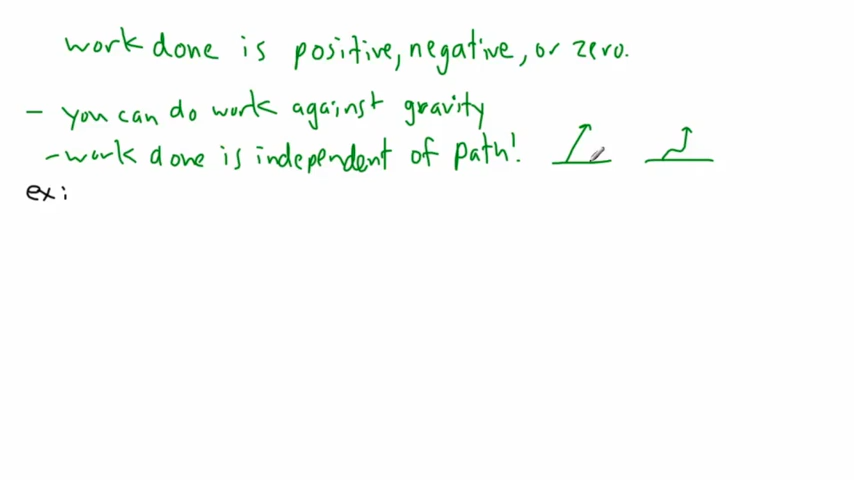 work done is positive, negative, or zero.
- you can do work against gravity
- work done is independent of path!
ex: